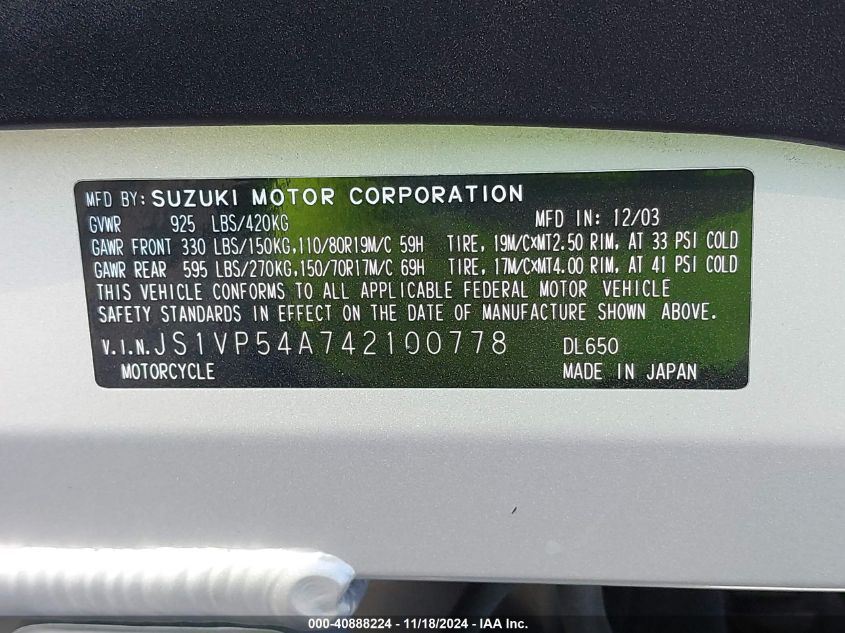 MFD BY: SUZUKI MOTOR CORPORATION
GVWR 925 LBS/420KG MFD IN: 12/03
GAWR FRONT 330 LBS/150KG,110/80R19M/C 59H TIRE, 19M/CXMT2.50 RIM, AT 33 PSI COLD
GAWR REAR 595 LBS/270KG,150/70R17M/C 69H TIRE, 17M/CXMT4.00 RIM, AT 41 PSI COLD
THIS VEHICLE CONFORMS TO ALL APPLICABLE FEDERAL MOTOR VEHICLE
SAFETY STANDARDS IN EFFECT ON THE DATE OF MANUFACTURE SHOWN ABOVE.
V.I.N.JS1VP54A742100778 DL650
MOTORCYCLE MADE IN JAPAN
000-40888224 - 11/18/2024 - IAA Inc.